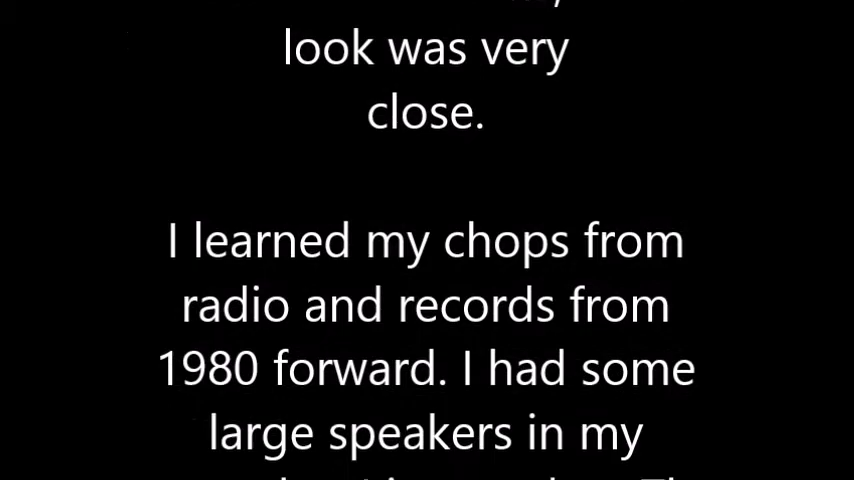 look was very
close.
I learned my chops from
radio and records from
1980 forward. I had some
large speakers in my